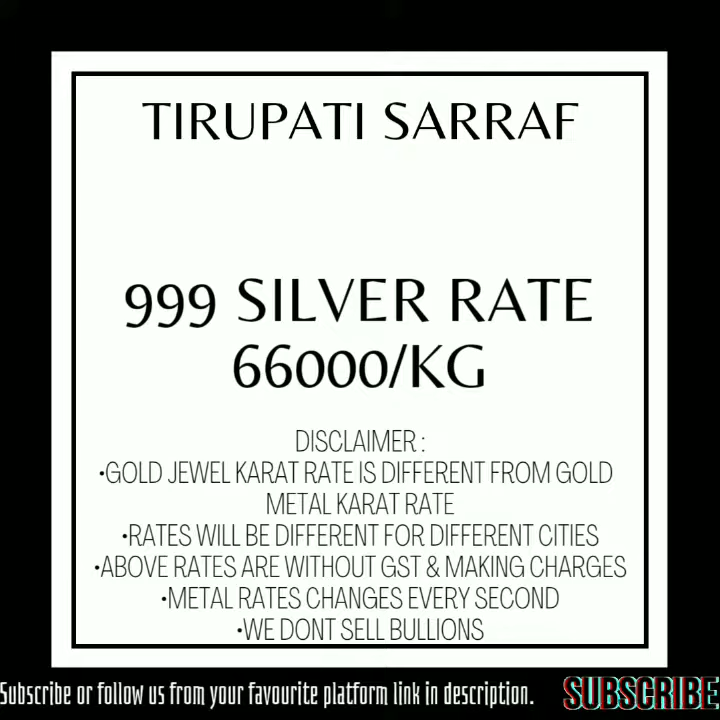 TIRUPATI SARRAF
999 SILVER RATE
66000/KG
DISCLAIMER :
•GOLD JEWEL KARAT RATE IS DIFFERENT FROM GOLD
METAL KARAT RATE
•RATES WILL BE DIFFERENT FOR DIFFERENT CITIES
•ABOVE RATES ARE WITHOUT GST & MAKING CHARGES
•METAL RATES CHANGES EVERY SECOND
•WE DONT SELL BULLIONS
Subscribe or follow us from your favourite platform link in description. SUBSCRIBE